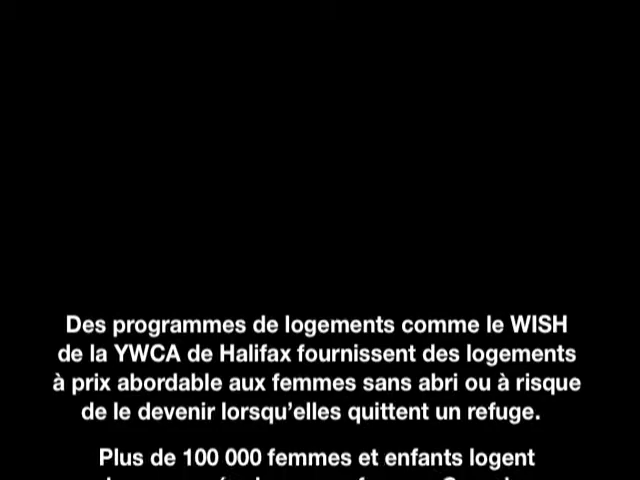 Des programmes de logements comme le WISH
de la YWCA de Halifax fournissent des logements
à prix abordable aux femmes sans abri ou à risque
de le devenir lorsqu’elles quittent un refuge.
Plus de 100 000 femmes et enfants logent